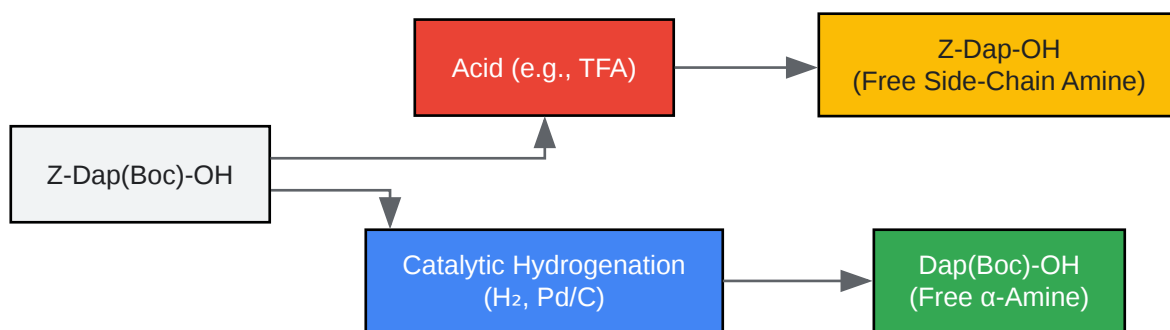 Acid (e.g., TFA)
Z-Dap-OH
(Free Side-Chain Amine)
Z-Dap(Boc)-OH
Catalytic Hydrogenation
(H₂, Pd/C)
Dap(Boc)-OH
(Free α-Amine)